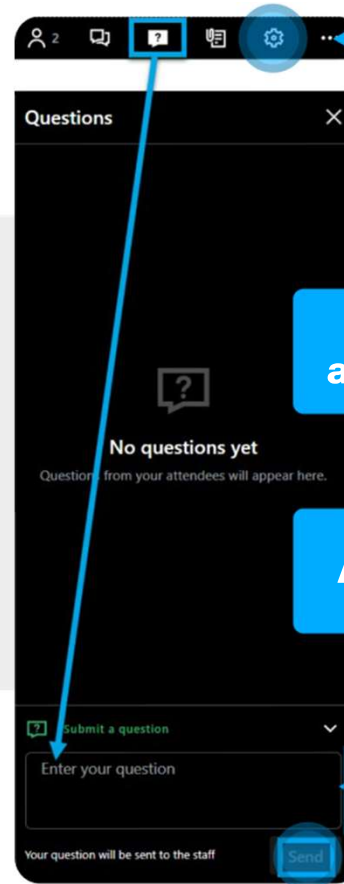 2
Questions
a
No questions yet
Questions from your attendees will appear here.
A
Submit a question
Enter your question
Your question will be sent to the staff
Send